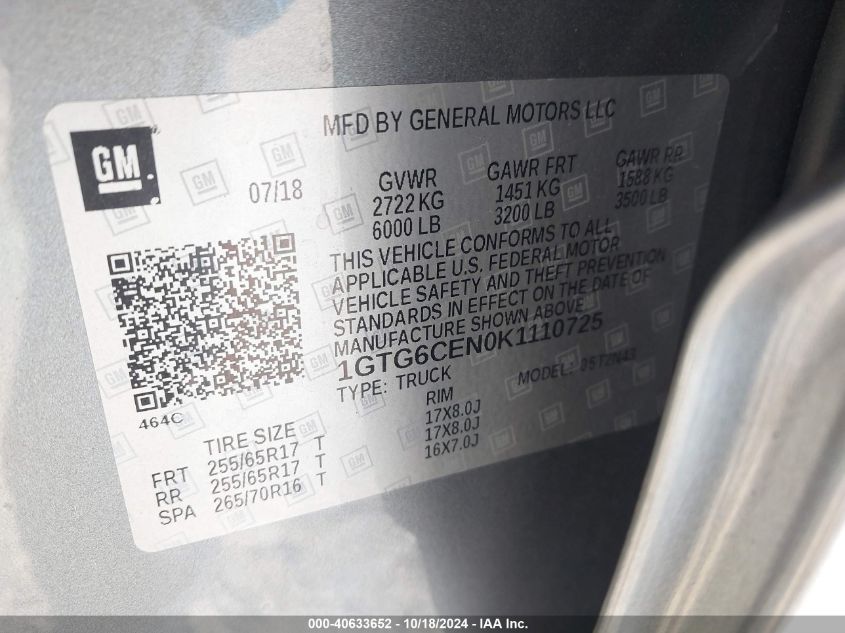 MFD BY GENERAL MOTORS LLC
GM
07/18
GVWR
2722 KG
6000 LB
GAWR FRT
1451 KG
3200 LB
GAWR RR
1588 KG
3500 LB
THIS VEHICLE CONFORMS TO ALL
APPLICABLE U.S. FEDERAL MOTOR
VEHICLE SAFETY AND THEFT PREVENTION
STANDARDS IN EFFECT ON THE DATE OF
MANUFACTURE SHOWN ABOVE
1GTG6CEN0K1110725
TYPE: TRUCK
MODEL: 05T2N43
464C
TIRE SIZE
RIM
FRT 255/65R17 T 17X8.0J
RR 255/65R17 T 17X8.0J
SPA 265/70R16 T 16X7.0J
000-40633652 / 10/18/2024 - IAA Inc.